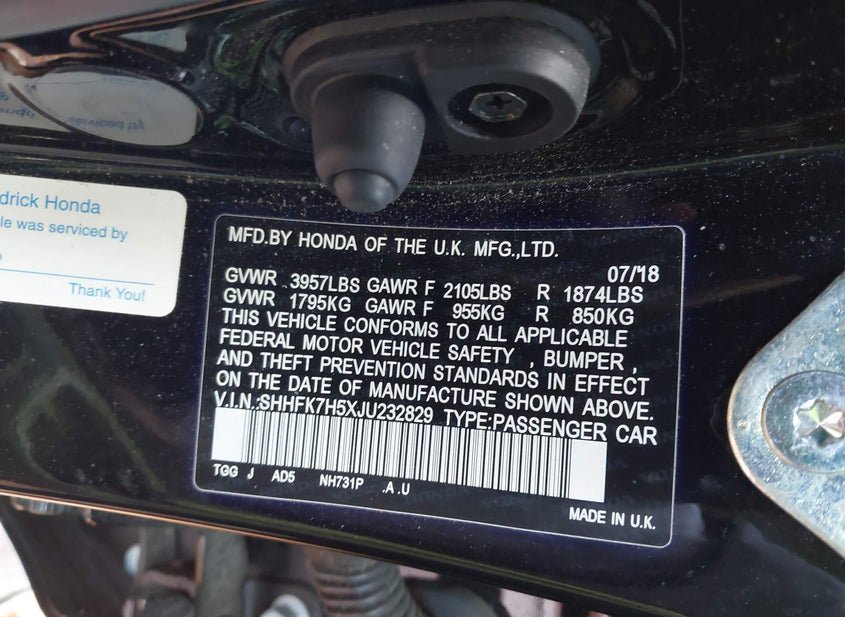 drick Honda
le was serviced by
Thank You!
serviced by
MFD.BY HONDA OF THE U.K. MFG.,LTD.
07/18
GVWR 3957LBS GAWR F 2105LBS R 1874LBS
GVWR 1795KG GAWR F 955KG R 850KG
THIS VEHICLE CONFORMS TO ALL APPLICABLE
FEDERAL MOTOR VEHICLE SAFETY , BUMPER ,
AND THEFT PREVENTION STANDARDS IN EFFECT
ON THE DATE OF MANUFACTURE SHOWN ABOVE.
V.I.N.:SHHFK7H5XJU232829 TYPE:PASSENGER CAR
TGG J AD5 NH731P .A.U
MADE IN U.K.